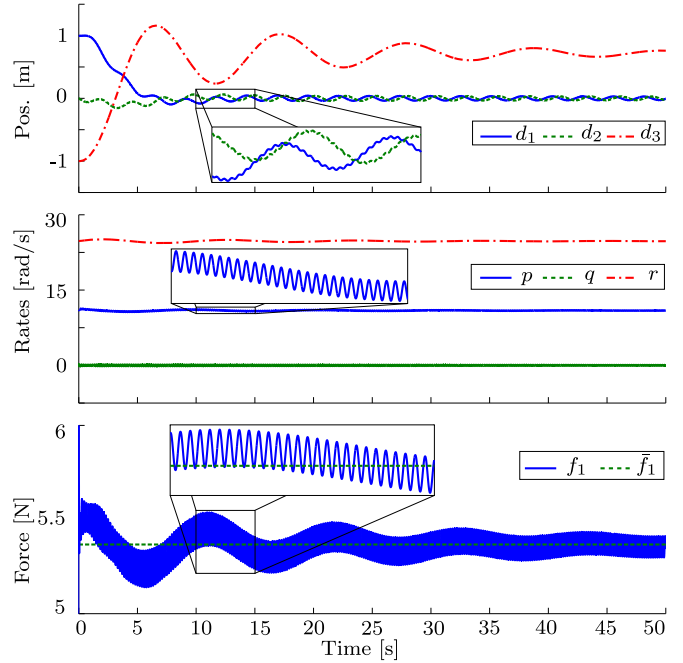 Pos. [m]
1
0
-1
d₁ d₂ d₃
Rates [rad/s]
30
15
0
p q r
Force [N]
6
5.5
5
f₁ f̄₁
0 5 10 15 20 25 30 35 40 45 50
Time [s]